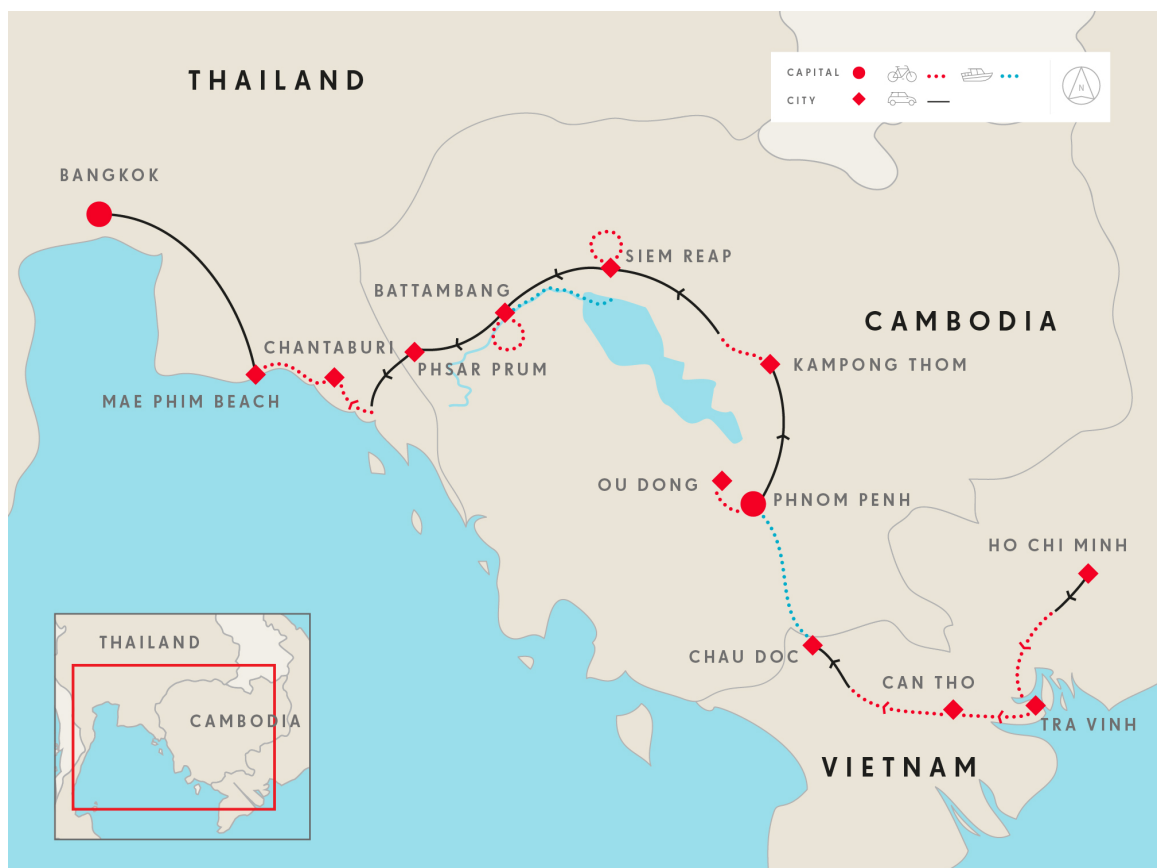 THAILAND
CAPITAL
CITY
N
BANGKOK
SIEM REAP
BATTAMBANG
CAMBODIA
CHANTABURI
PHSAR PRUM
KAMPONG THOM
MAE PHIM BEACH
OU DONG
PHNOM PENH
HO CHI MINH
THAILAND
CHAU DOC
CAN THO
CAMBODIA
TRA VINH
VIETNAM